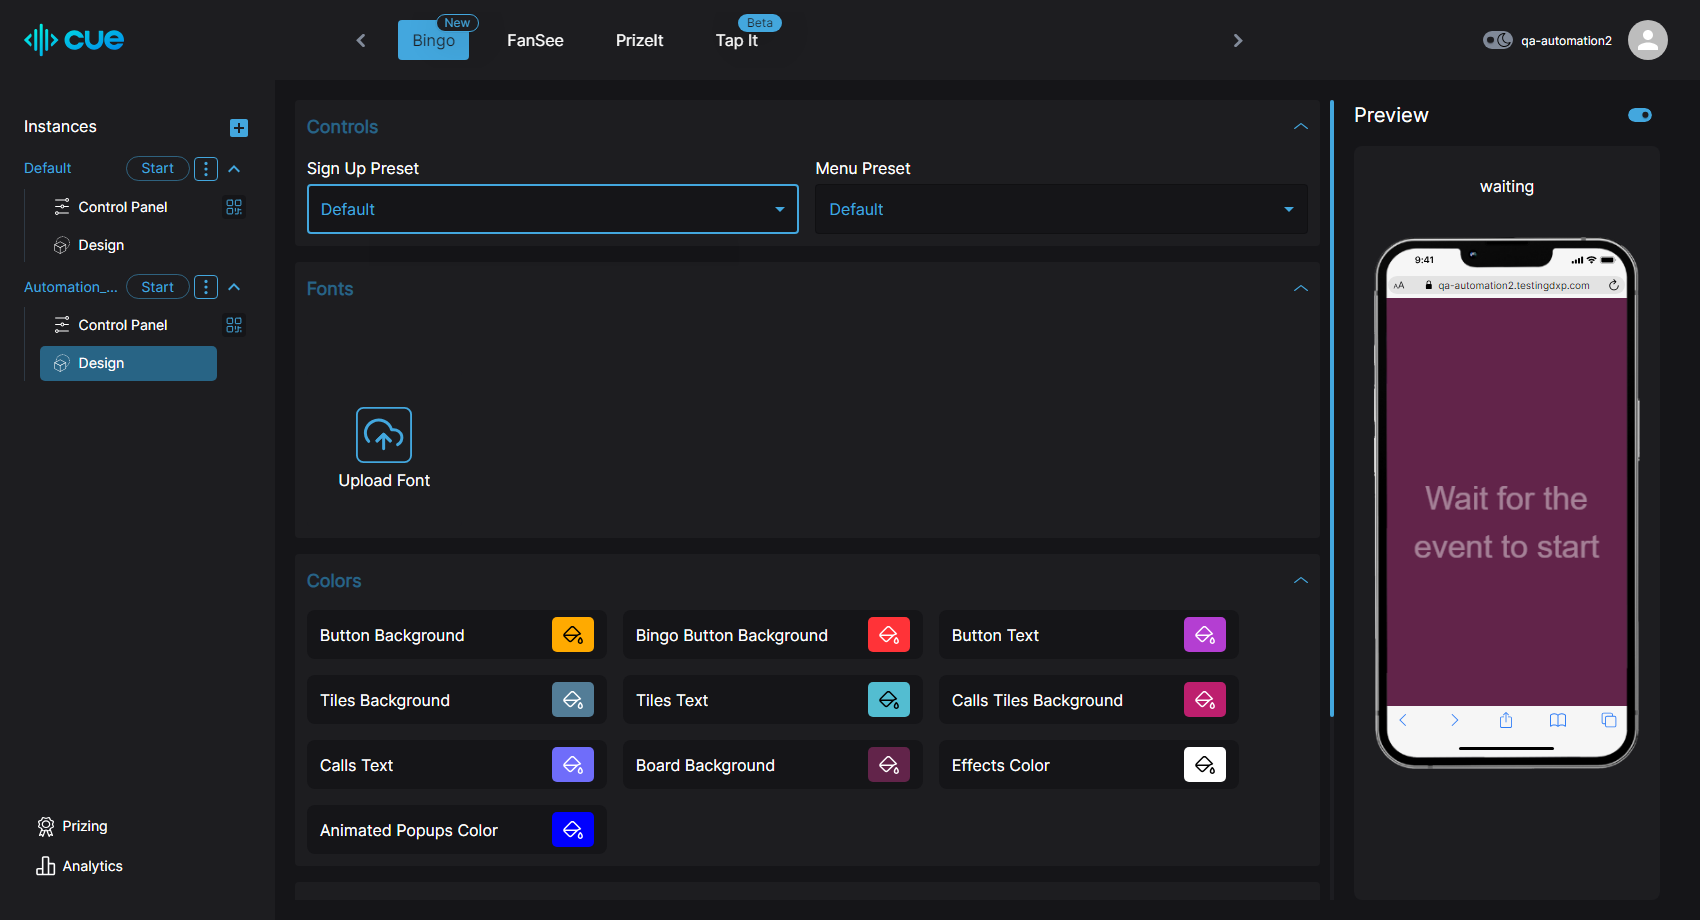 cue
Bingo
New
FanSee
PrizeIt
Tap It
Beta
qa-automation2
Instances
Default
Start
Control Panel
Design
Automation_...
Start
Control Panel
Design
Prizing
Analytics
Controls
Sign Up Preset
Menu Preset
Default
Default
Fonts
Upload Font
Colors
Button Background
Bingo Button Background
Button Text
Tiles Background
Tiles Text
Calls Tiles Background
Calls Text
Board Background
Effects Color
Animated Popups Color
Preview
waiting
9:41
AA
qa-automation2.testingdxp.com
Wait for the
event to start